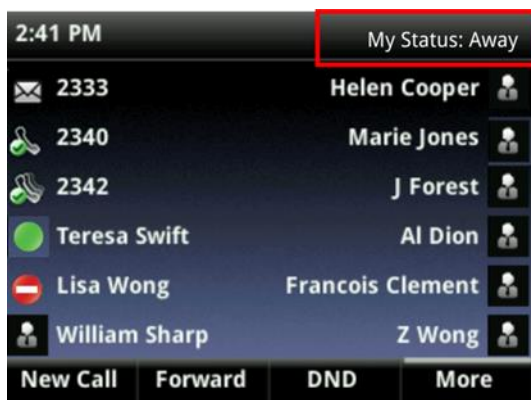 2:41 PM My Status: Away
2333 Helen Cooper
2340 Marie Jones
2342 J Forest
Teresa Swift Al Dion
Lisa Wong Francois Clement
William Sharp Z Wong
New Call Forward DND More